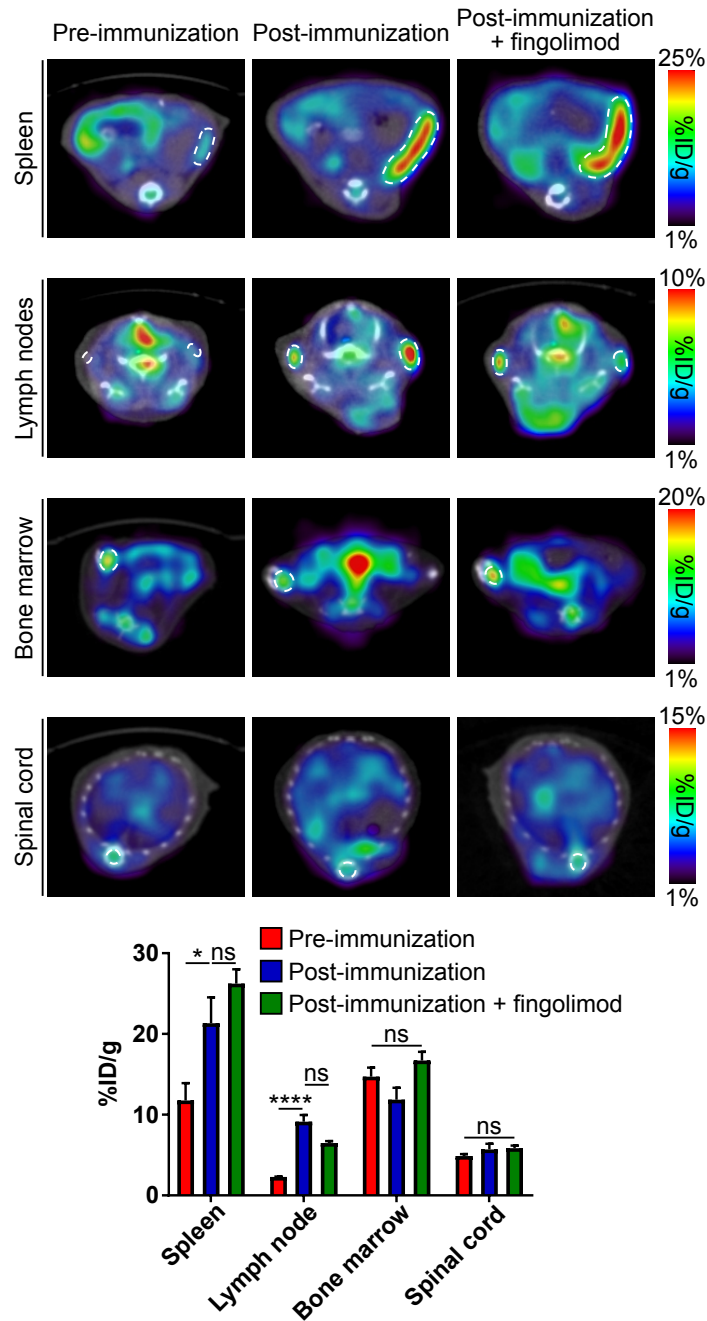 Pre-immunization Post-immunization Post-immunization + fingolimod
Spleen
25%
%ID/g
1%
Lymph nodes
10%
%ID/g
1%
Bone marrow
20%
%ID/g
1%
Spinal cord
15%
%ID/g
1%
Pre-immunization
Post-immunization
Post-immunization + fingolimod
%ID/g
30
20
10
0
* ns
**** ns
ns
ns
Spleen
Lymph node
Bone marrow
Spinal cord